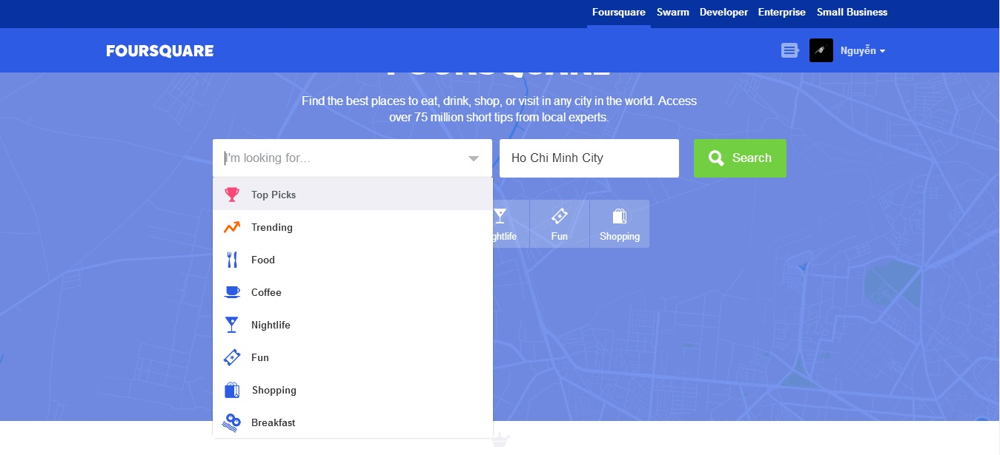 Foursquare Swarm Developer Enterprise Small Business
FOURSQUARE
Nguyễn
FOURSQUARE
Find the best places to eat, drink, shop, or visit in any city in the world. Access
over 75 million short tips from local experts.
I'm looking for...
Ho Chi Minh City
Search
Top Picks
Trending
Food
Coffee
Nightlife
Fun
Shopping
Breakfast
ghtlife
Fun
Shopping